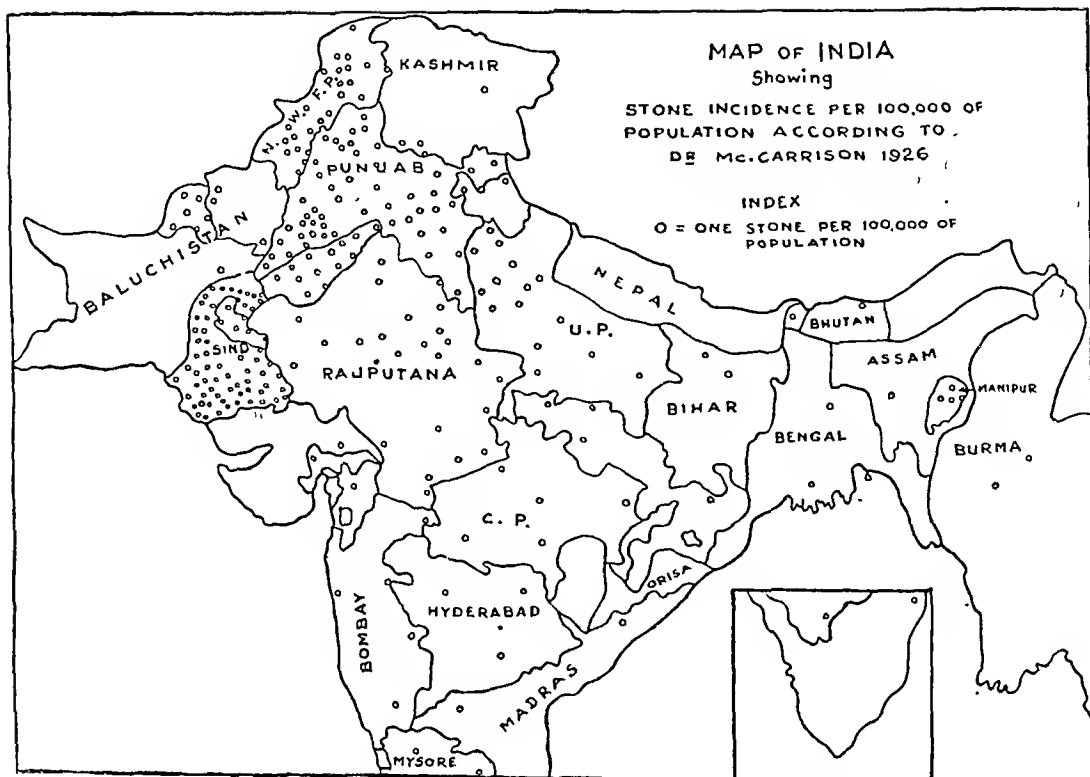 MAP OF INDIA
Showing
STONE INCIDENCE PER 100,000 OF
POPULATION ACCORDING TO.
DR Mc.CARRISON 1926
INDEX
O = ONE STONE PER 100,000 OF
POPULATION
KASHMIR
N. W. F. P.
PUNJAB
BALUCHISTAN
NEPAL
BHUTAN
SIND
RAJPUTANA
U.P.
ASSAM
MANIPUR
BIHAR
BENGAL
BURMA
C. P.
ORISA
BOMBAY
HYDERABAD
MADRAS
MYSORE